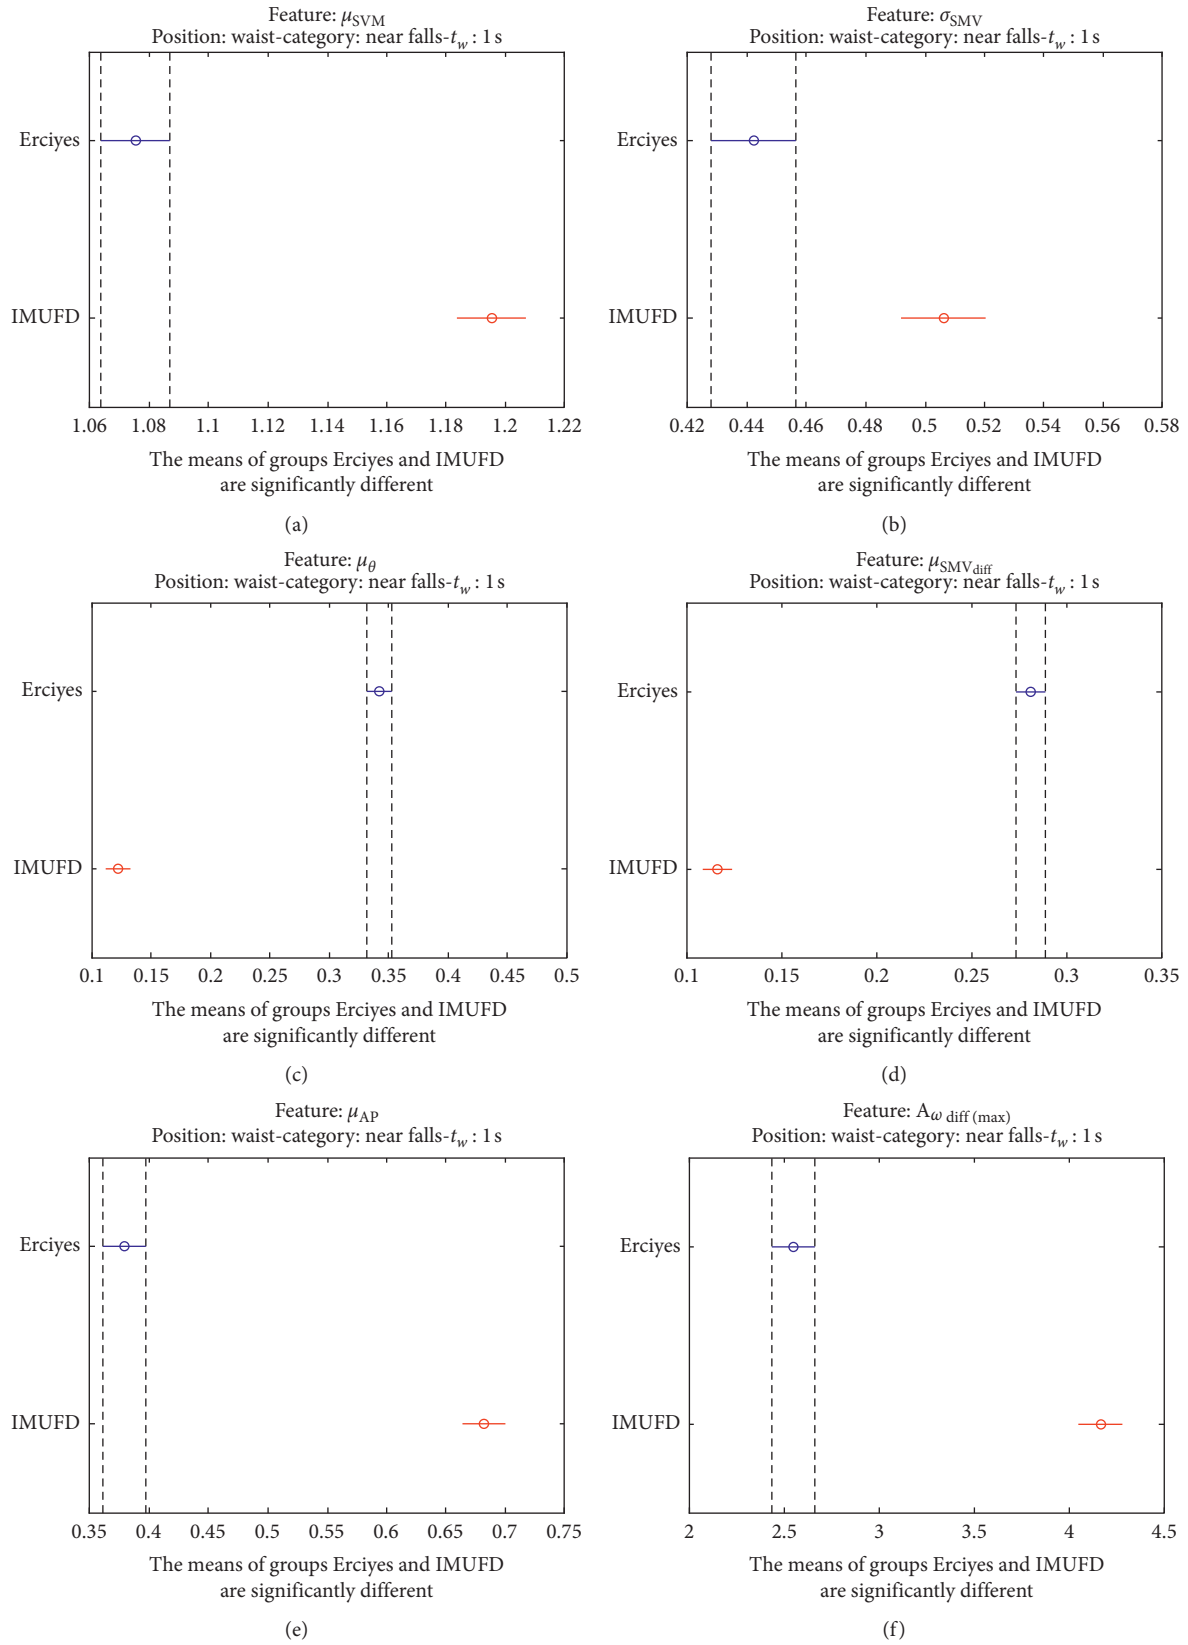 Feature: μSVM
Position: waist-category: near falls-tw : 1 s
Erciyes
IMUFD
1.06 1.08 1.1 1.12 1.14 1.16 1.18 1.2 1.22
The means of groups Erciyes and IMUFD
are significantly different
(a)
Feature: σSMV
Position: waist-category: near falls-tw : 1 s
Erciyes
IMUFD
0.42 0.44 0.46 0.48 0.5 0.52 0.54 0.56 0.58
The means of groups Erciyes and IMUFD
are significantly different
(b)
Feature: μθ
Position: waist-category: near falls-tw : 1 s
Erciyes
IMUFD
0.1 0.15 0.2 0.25 0.3 0.35 0.4 0.45 0.5
The means of groups Erciyes and IMUFD
are significantly different
(c)
Feature: μSMVdiff
Position: waist-category: near falls-tw : 1 s
Erciyes
IMUFD
0.1 0.15 0.2 0.25 0.3 0.35
The means of groups Erciyes and IMUFD
are significantly different
(d)
Feature: μAP
Position: waist-category: near falls-tw : 1 s
Erciyes
IMUFD
0.35 0.4 0.45 0.5 0.55 0.6 0.65 0.7 0.75
The means of groups Erciyes and IMUFD
are significantly different
(e)
Feature: Aω diff (max)
Position: waist-category: near falls-tw : 1 s
Erciyes
IMUFD
2 2.5 3 3.5 4 4.5
The means of groups Erciyes and IMUFD
are significantly different
(f)